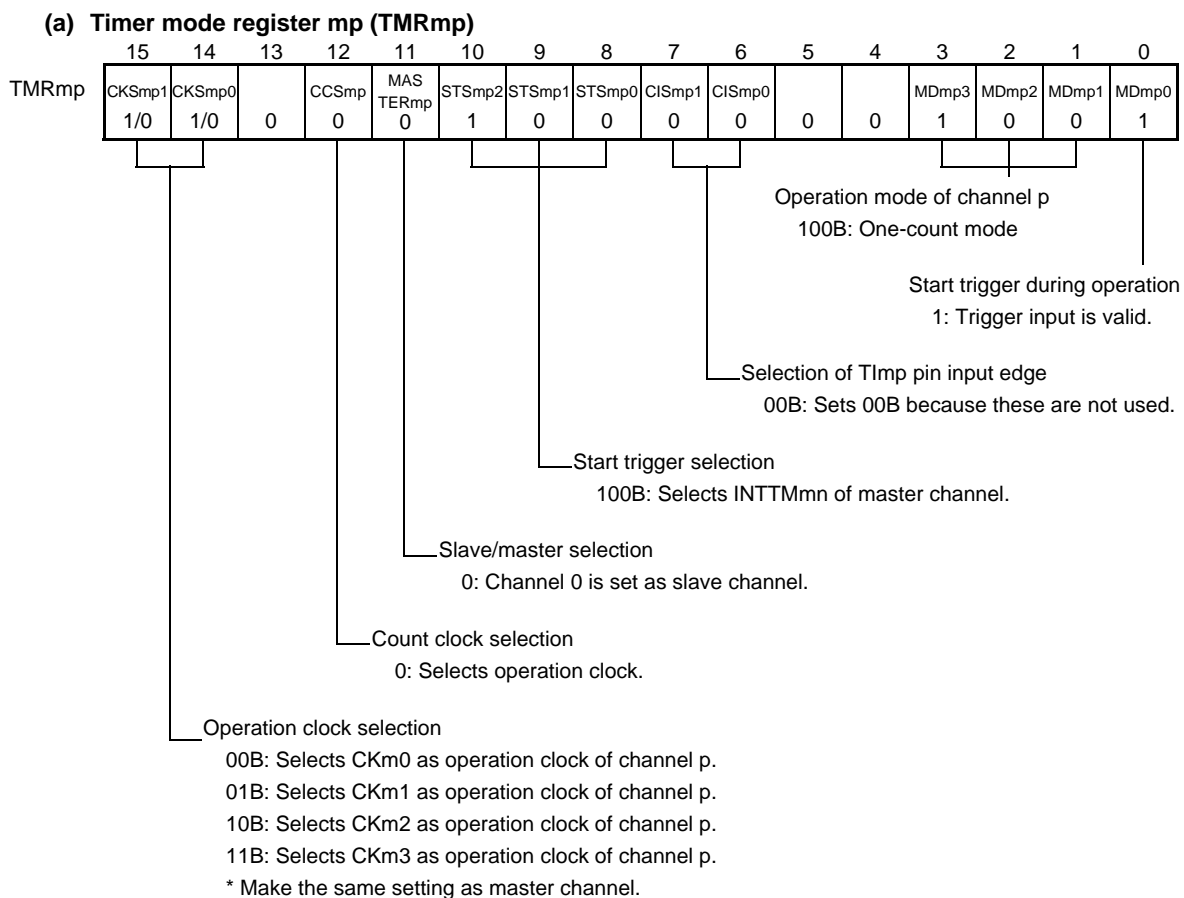 (a) Timer mode register mp (TMRmp)
15 14 13 12 11 10 9 8 7 6 5 4 3 2 1 0
TMRmp CKSmp1 CKSmp0 CCSmp MAS TERmp STSmp2 STSmp1 STSmp0 CISmp1 CISmp0 MDmp3 MDmp2 MDmp1 MDmp0
1/0 1/0 0 0 0 1 0 0 0 0 0 0 1 0 0 1
Operation mode of channel p
100B: One-count mode
Start trigger during operation
1: Trigger input is valid.
Selection of TImp pin input edge
00B: Sets 00B because these are not used.
Start trigger selection
100B: Selects INTTMmn of master channel.
Slave/master selection
0: Channel 0 is set as slave channel.
Count clock selection
0: Selects operation clock.
Operation clock selection
00B: Selects CKm0 as operation clock of channel p.
01B: Selects CKm1 as operation clock of channel p.
10B: Selects CKm2 as operation clock of channel p.
11B: Selects CKm3 as operation clock of channel p.
* Make the same setting as master channel.